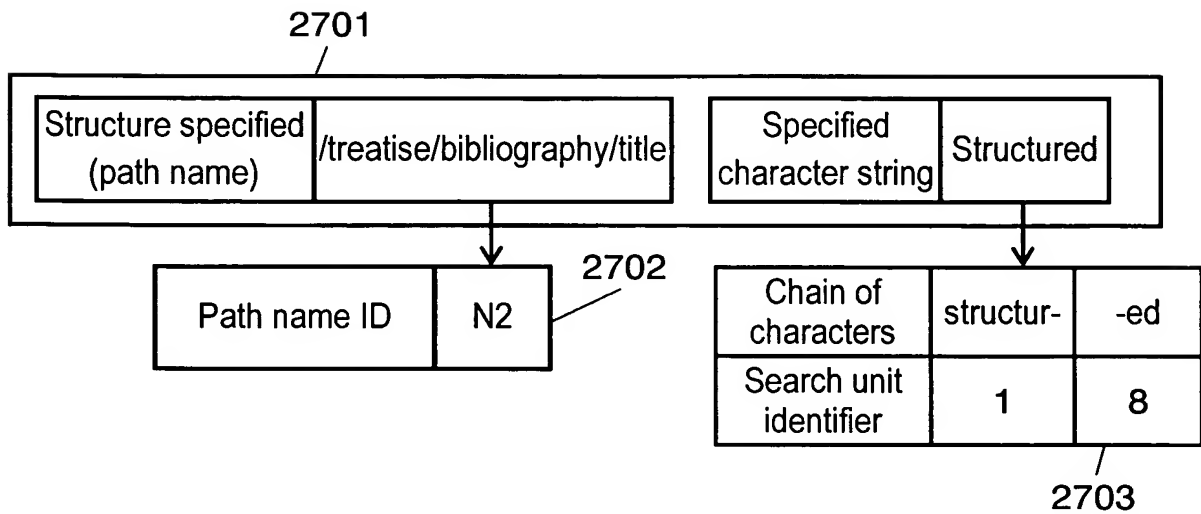 2701
Structure specified
(path name)
/treatise/bibliography/title
Specified
character string
Structured
Path name ID
N2
2702
Chain of
characters
structur-
-ed
Search unit
identifier
1
8
2703